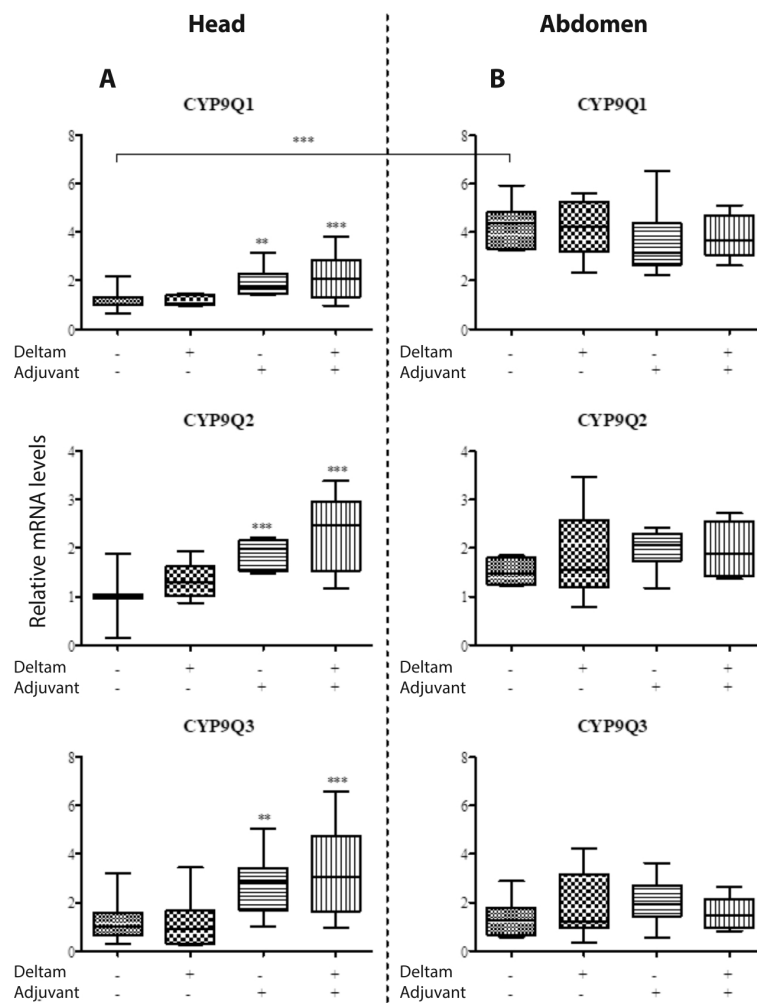 Head Abdomen
A B
CYP9Q1 CYP9Q1
8 8
***
6 6
** ***
4 4
2 2
0 0
Deltam - + - + Deltam - + - +
Adjuvant - - + + Adjuvant - - + +
CYP9Q2 CYP9Q2
Relative mRNA levels
4 4
*** ***
3 3
2 2
1 1
0 0
Deltam - + - + Deltam - + - +
Adjuvant - - + + Adjuvant - - + +
CYP9Q3 CYP9Q3
8 8
** ***
6 6
4 4
2 2
0 0
Deltam - + - + Deltam - + - +
Adjuvant - - + + Adjuvant - - + +